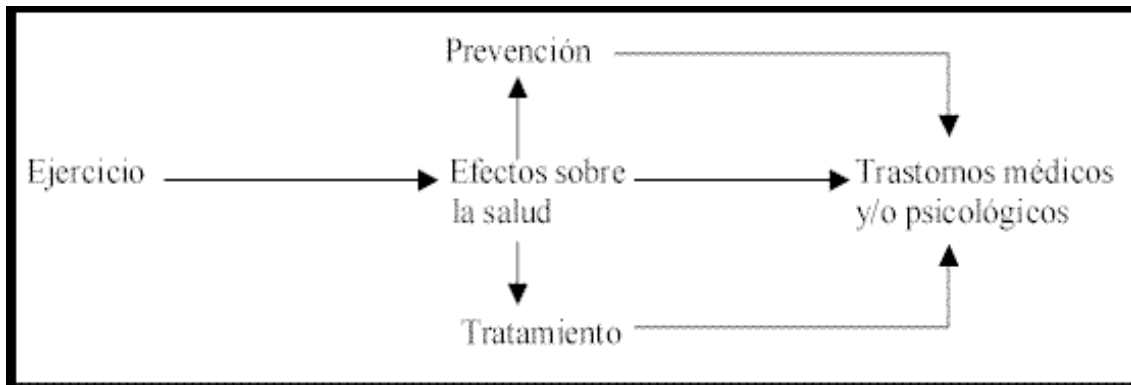 Prevención
Ejercicio
Efectos sobre
la salud
Trastornos médicos
y/o psicológicos
Tratamiento